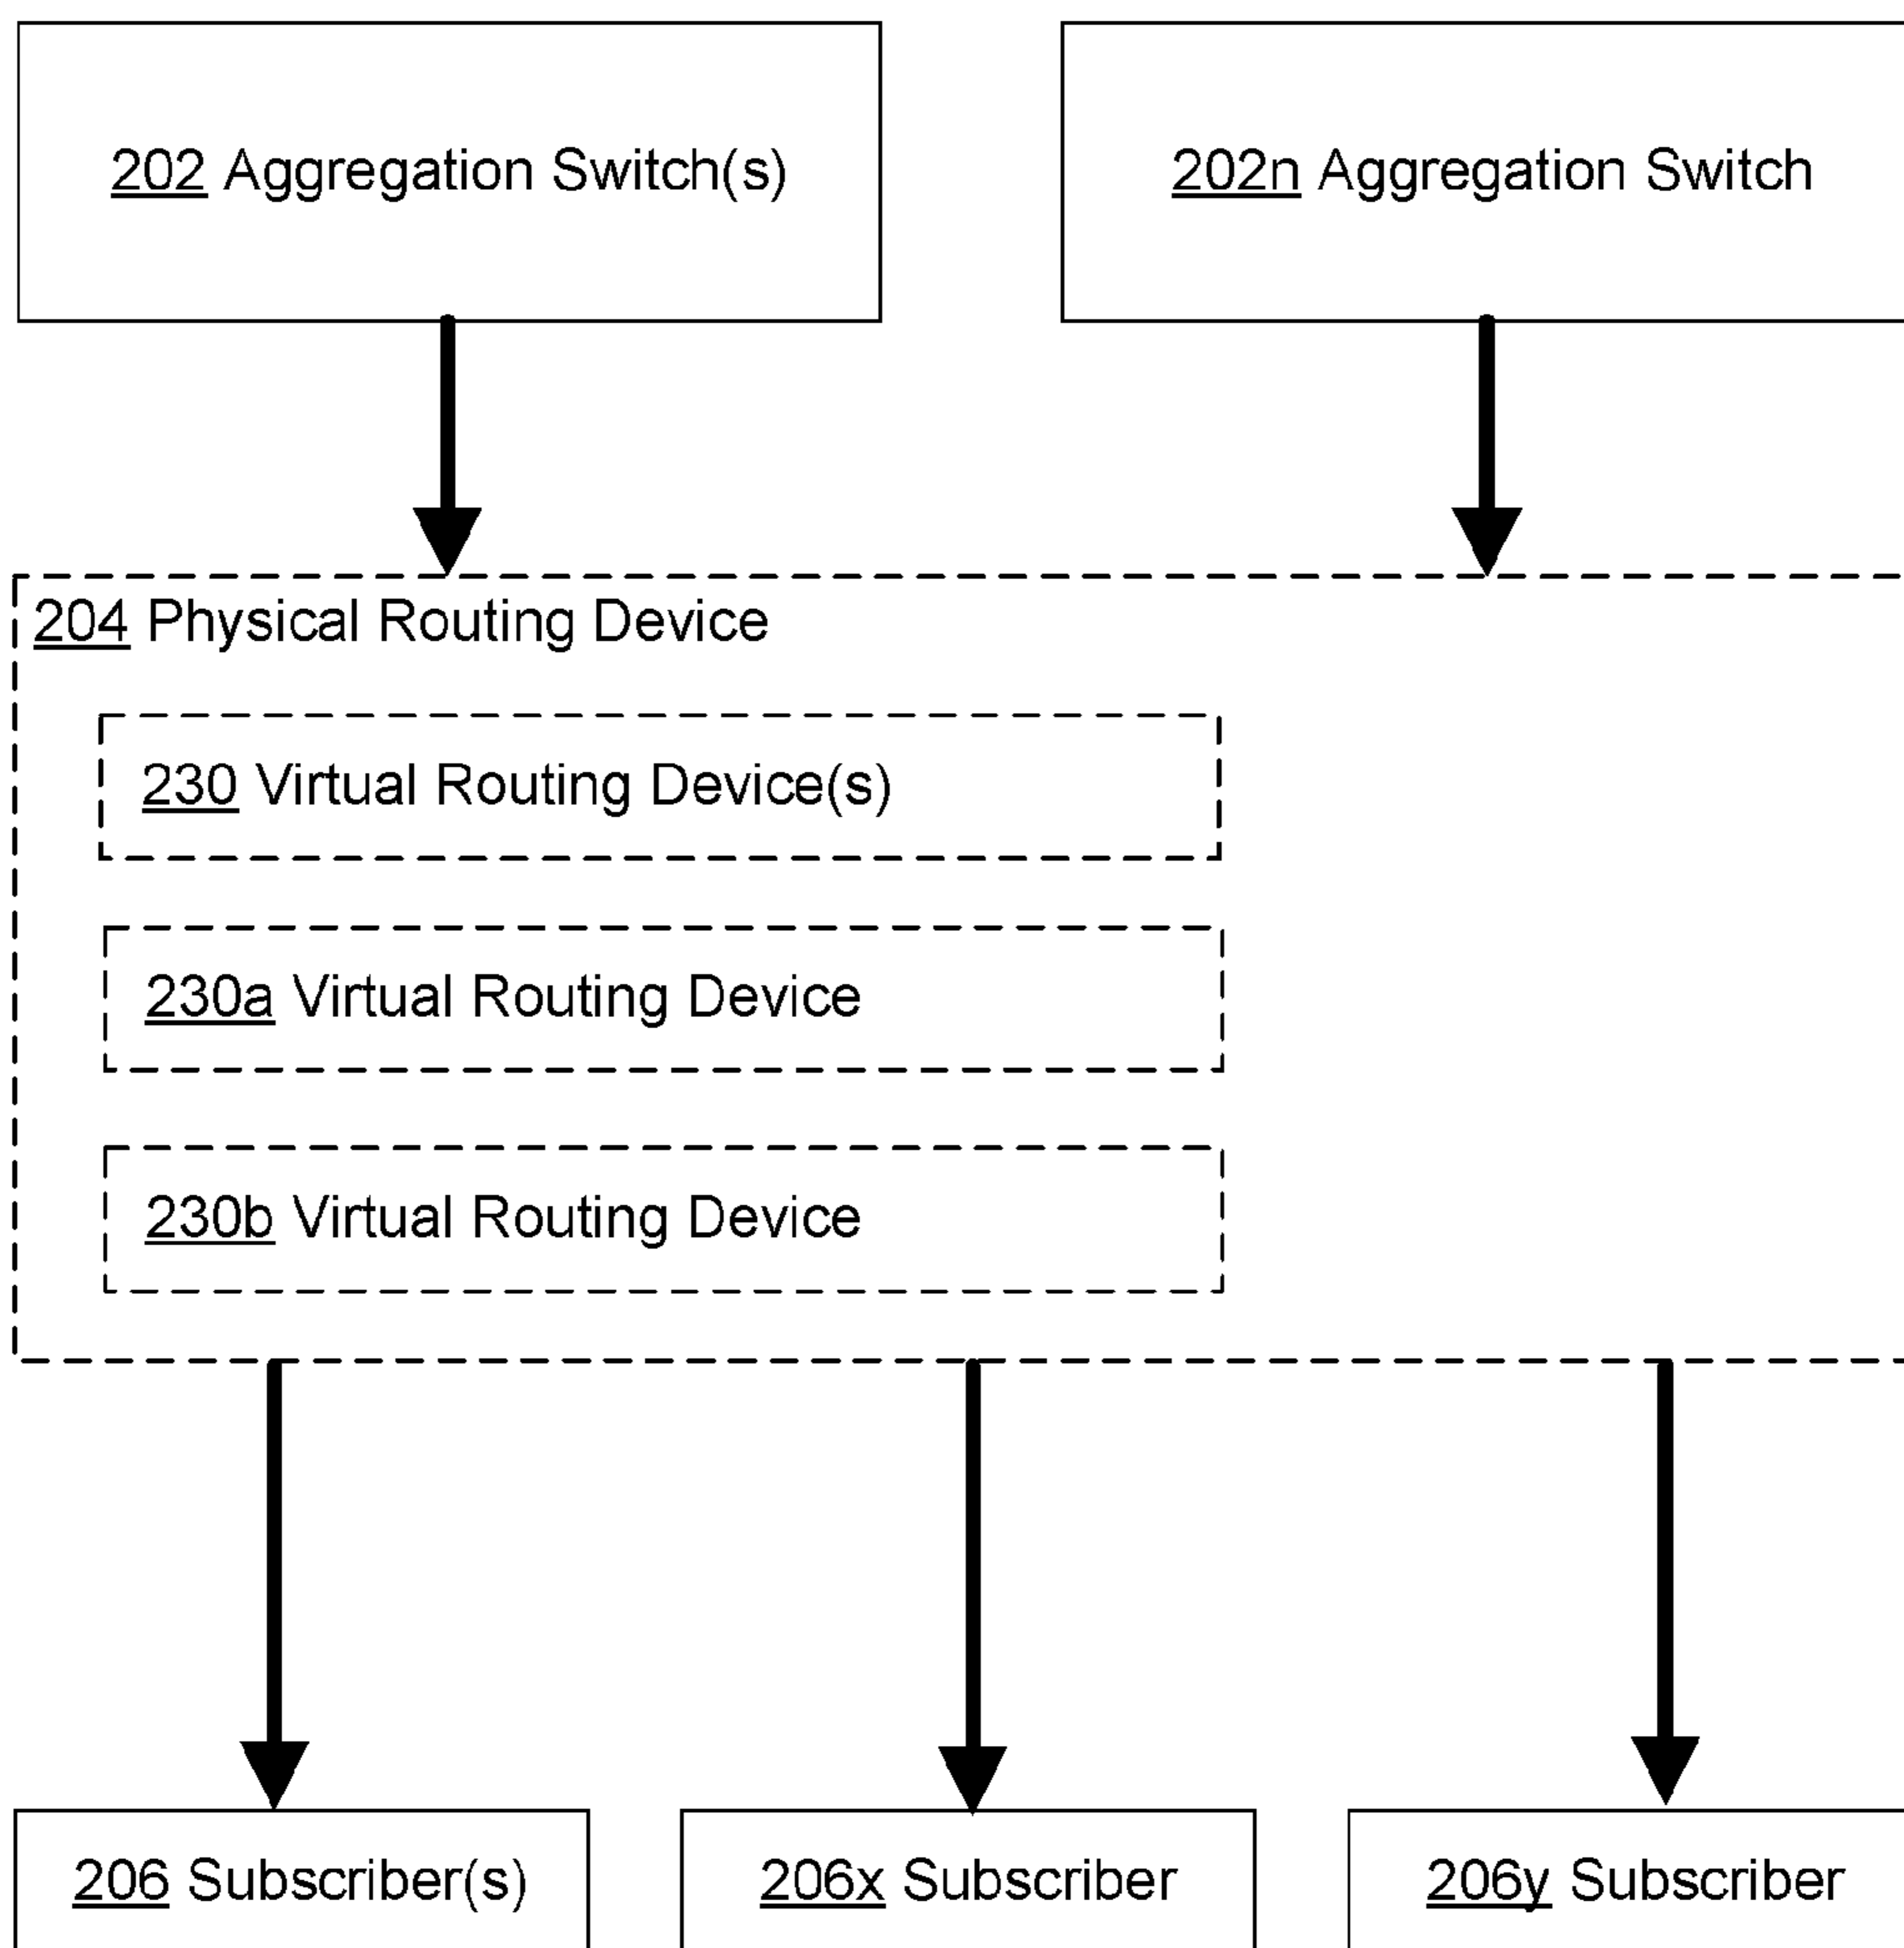 202 Aggregation Switch(s)
202n Aggregation Switch
204 Physical Routing Device
230 Virtual Routing Device(s)
230a Virtual Routing Device
230b Virtual Routing Device
206 Subscriber(s)
206x Subscriber
206y Subscriber